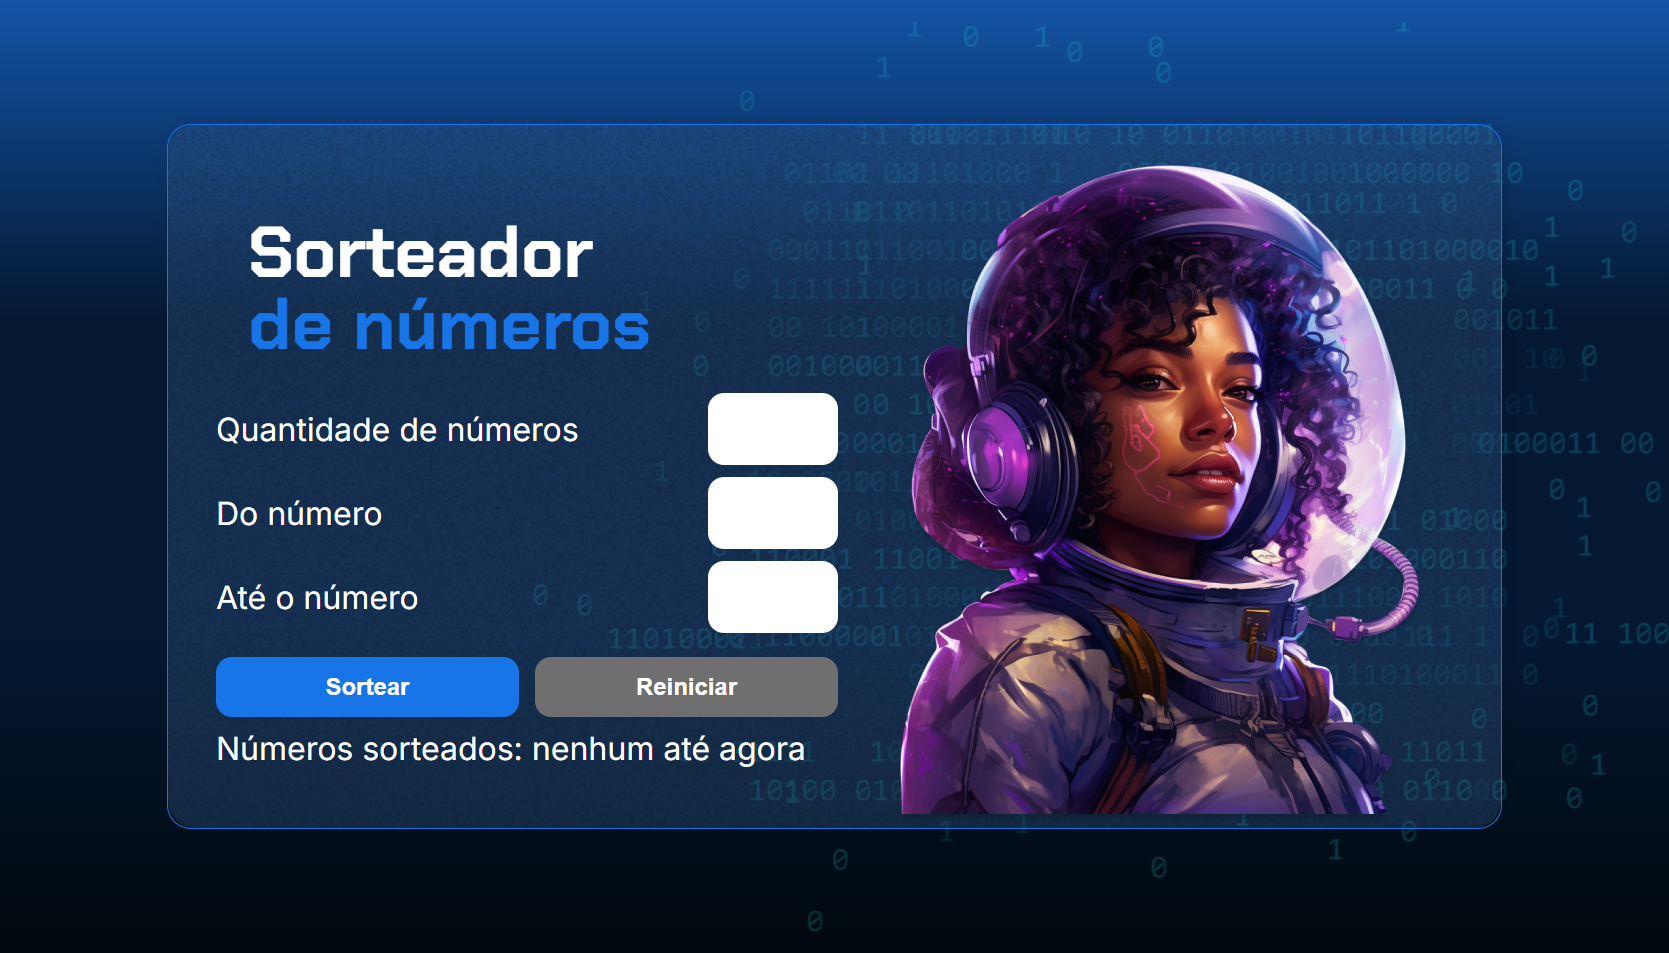 Sorteador
de números
Quantidade de números
Do número
Até o número
Sortear
Reiniciar
Números sorteados: nenhum até agora